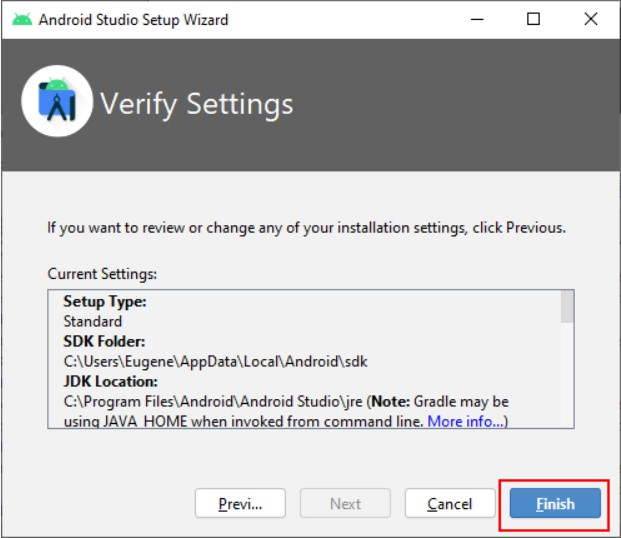 Android Studio Setup Wizard
Verify Settings
If you want to review or change any of your installation settings, click Previous.
Current Settings:
Setup Type:
Standard
SDK Folder:
C:\Users\Eugene\AppData\Local\Android\sdk
JDK Location:
C:\Program Files\Android\Android Studio\jre (Note: Gradle may be
using JAVA_HOME when invoked from command line. More info...)
Previ...
Next
Cancel
Finish